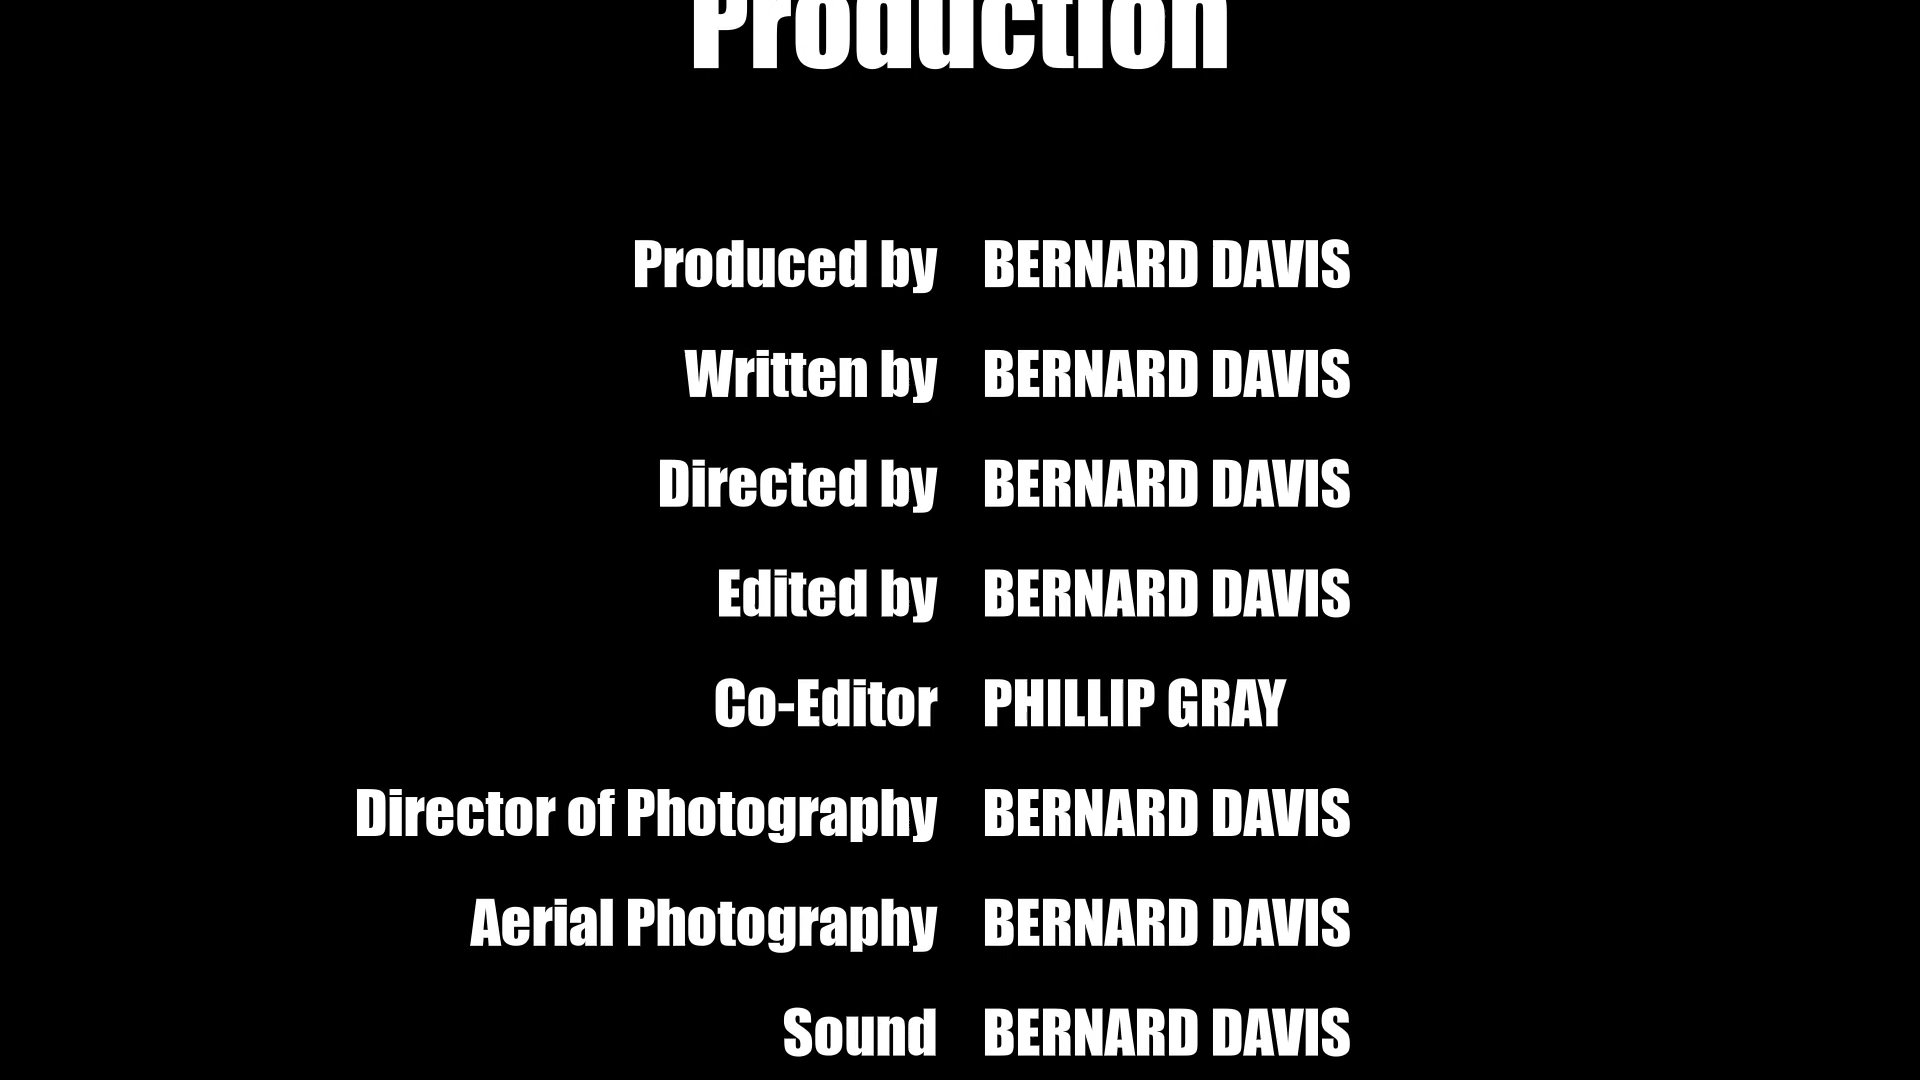 Production
Produced by BERNARD DAVIS
Written by BERNARD DAVIS
Directed by BERNARD DAVIS
Edited by BERNARD DAVIS
Co-Editor PHILLIP GRAY
Director of Photography BERNARD DAVIS
Aerial Photography BERNARD DAVIS
Sound BERNARD DAVIS